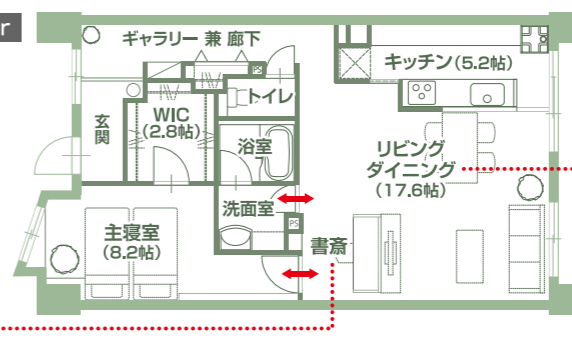 r
ギャラリー 兼 廊下
キッチン(5.2帖)
PS
トイレ
WIC
(2.8帖)
玄関
浴室
リビング
ダイニング
(17.6帖)
洗面室
PS
主寝室
(8.2帖)
書斎